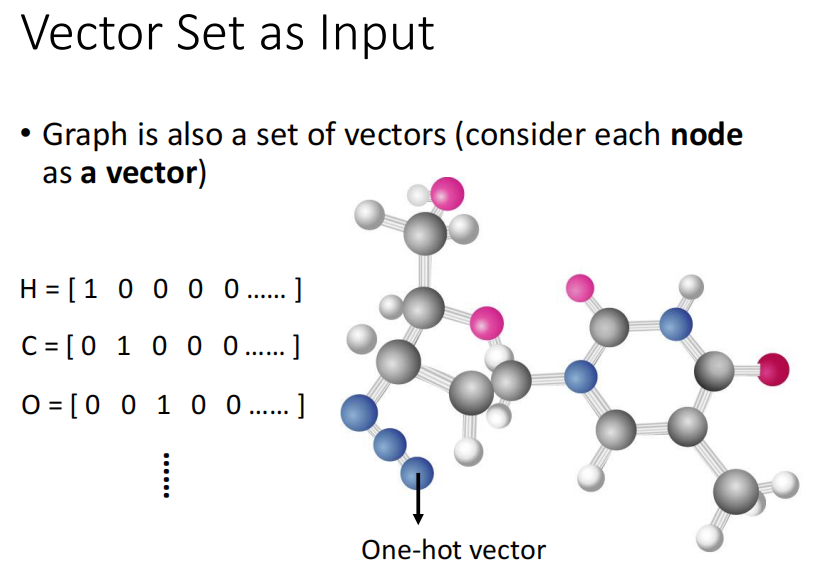 Vector Set as Input
• Graph is also a set of vectors (consider each node
as a vector)
H = [ 1 0 0 0 0 …… ]
C = [ 0 1 0 0 0 …… ]
O = [ 0 0 1 0 0 …… ]
……
One-hot vector